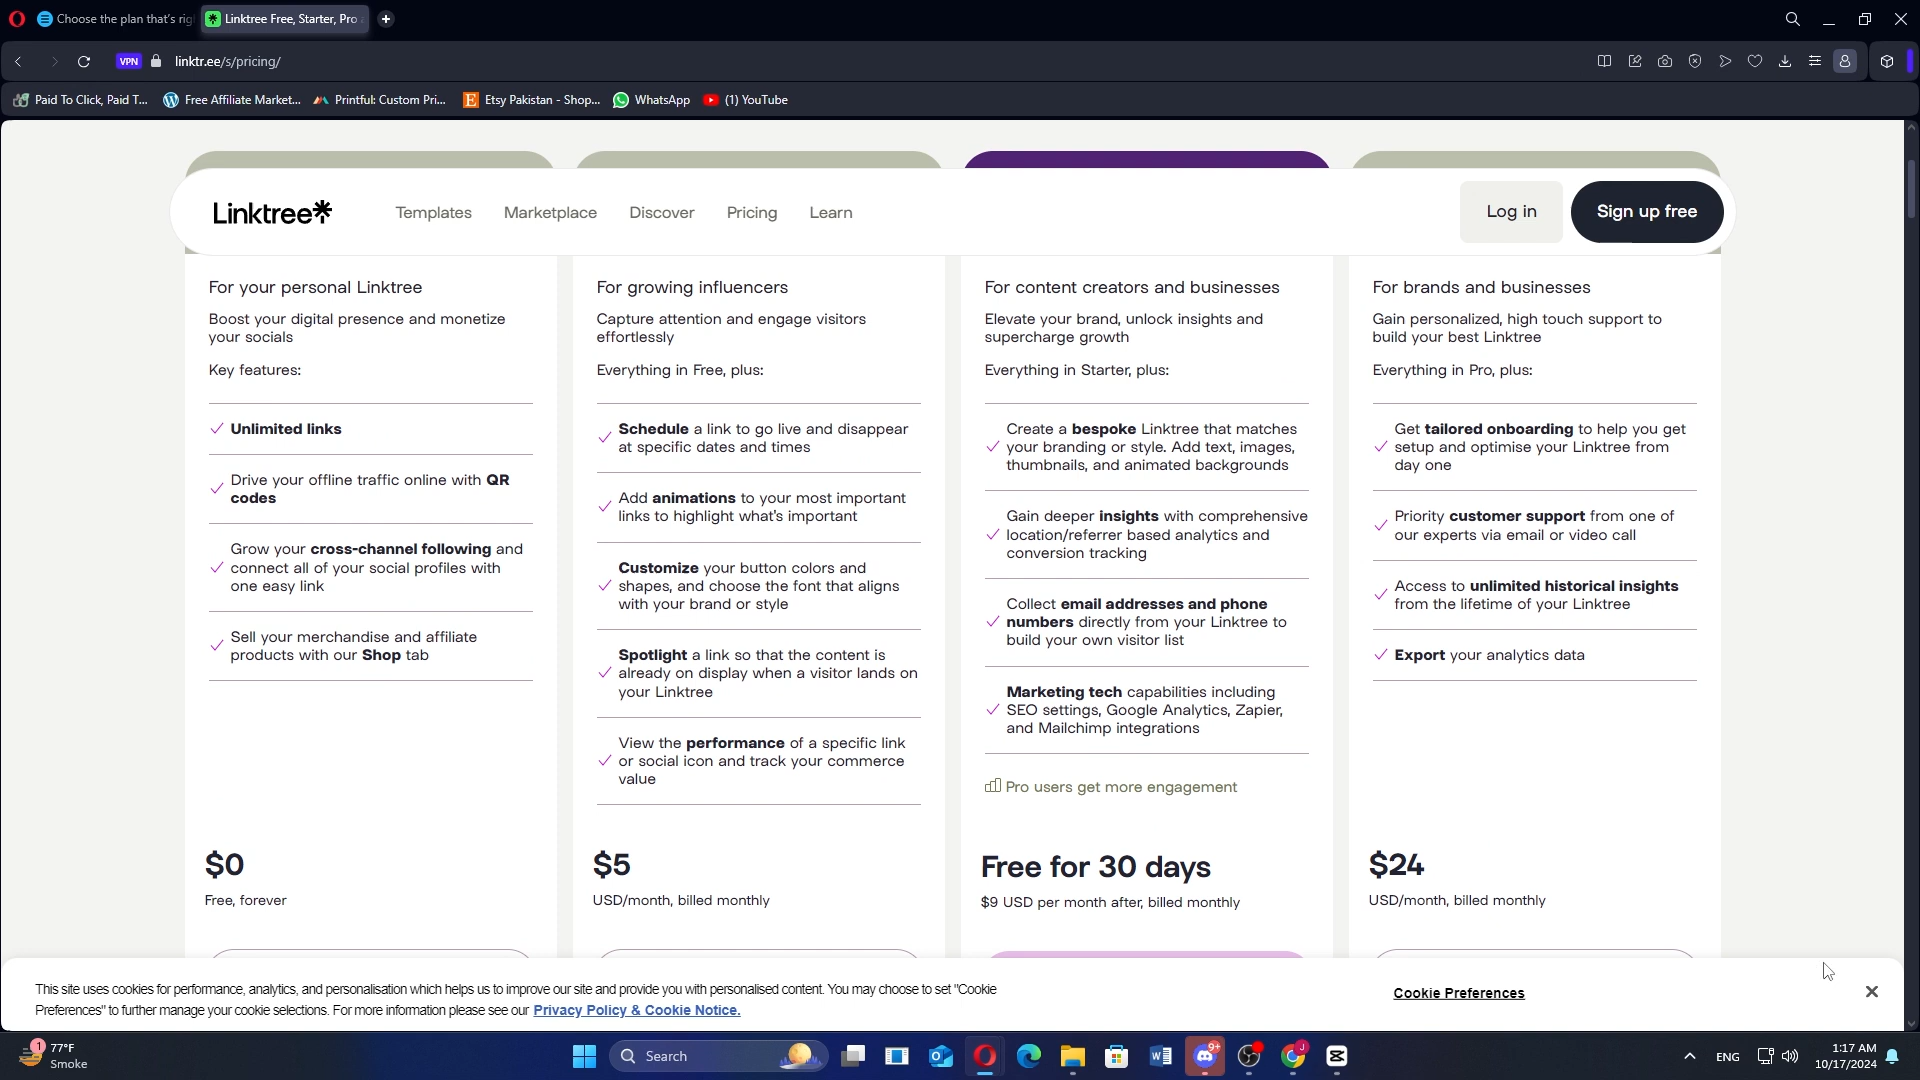 Choose the plan that's rig
Linktree Free, Starter, Pro
VPN
linktr.ee/s/pricing/
Paid To Click, Paid T...
Free Affiliate Market...
Printful: Custom Pri...
Etsy Pakistan - Shop...
WhatsApp
(1) YouTube
Linktree
Templates
Marketplace
Discover
Pricing
Learn
Log in
Sign up free
For your personal Linktree
Boost your digital presence and monetize
your socials
Key features:
Unlimited links
Drive your offline traffic online with QR
codes
Grow your cross-channel following and
connect all of your social profiles with
one easy link
Sell your merchandise and affiliate
products with our Shop tab
$0
Free, forever
For growing influencers
Capture attention and engage visitors
effortlessly
Everything in Free, plus:
Schedule a link to go live and disappear
at specific dates and times
Add animations to your most important
links to highlight what's important
Customize your button colors and
shapes, and choose the font that aligns
with your brand or style
Spotlight a link so that the content is
already on display when a visitor lands on
your Linktree
View the performance of a specific link
or social icon and track your commerce
value
$5
USD/month, billed monthly
For content creators and businesses
Elevate your brand, unlock insights and
supercharge growth
Everything in Starter, plus:
Create a bespoke Linktree that matches
your branding or style. Add text, images,
thumbnails, and animated backgrounds
Gain deeper insights with comprehensive
location/referrer based analytics and
conversion tracking
Collect email addresses and phone
numbers directly from your Linktree to
build your own visitor list
Marketing tech capabilities including
SEO settings, Google Analytics, Zapier,
and Mailchimp integrations
Pro users get more engagement
Free for 30 days
$9 USD per month after, billed monthly
For brands and businesses
Gain personalized, high touch support to
build your best Linktree
Everything in Pro, plus:
Get tailored onboarding to help you get
setup and optimise your Linktree from
day one
Priority customer support from one of
our experts via email or video call
Access to unlimited historical insights
from the lifetime of your Linktree
Export your analytics data
$24
USD/month, billed monthly
This site uses cookies for performance, analytics, and personalisation which helps us to improve our site and provide you with personalised content. You may choose to set "Cookie
Preferences" to further manage your cookie selections. For more information please see our Privacy Policy & Cookie Notice.
Cookie Preferences
1
77°F
Smoke
Search
9+
J
ENG
1:17 AM
10/17/2024